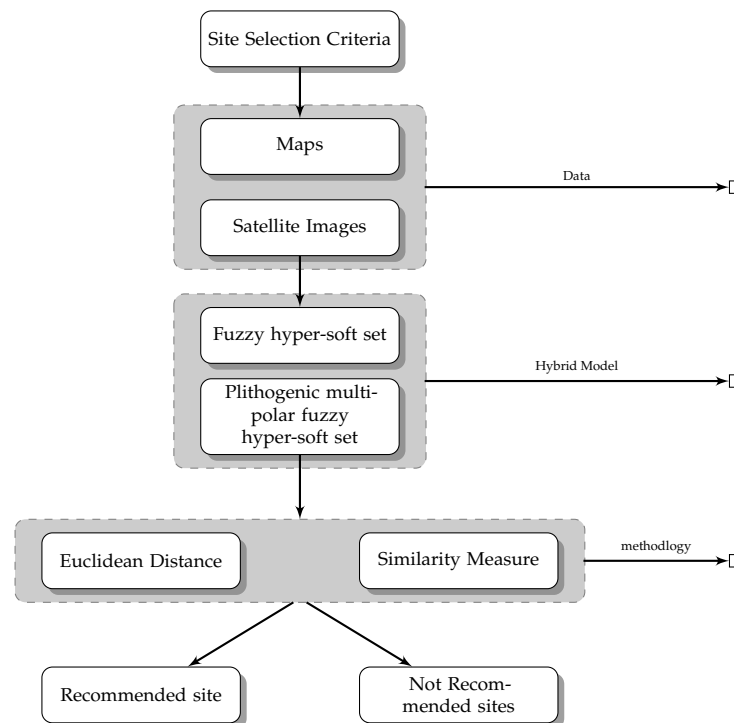 Site Selection Criteria
Maps
Data
Satellite Images
Fuzzy hyper-soft set
Hybrid Model
Plithogenic multi-
polar fuzzy
hyper-soft set
Euclidean Distance
Similarity Measure
methodlogy
Recommended site
Not Recom-
mended sites